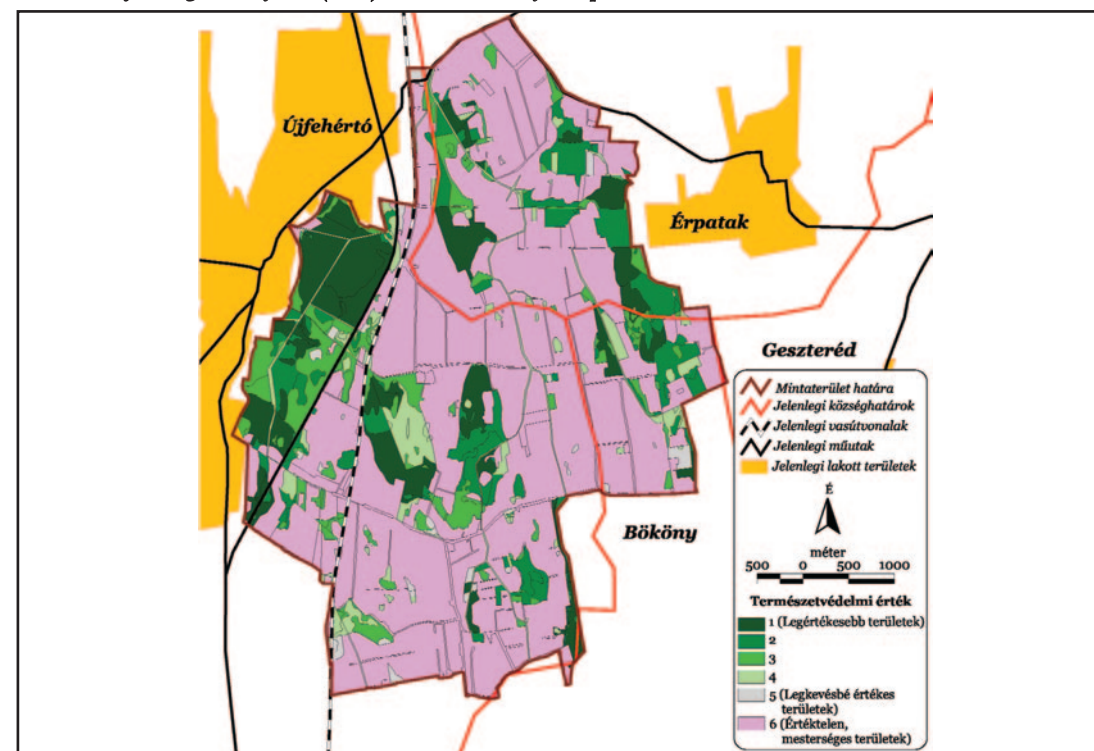 Újfehértó
Érpatak
Geszteréd
Bököny
Mintaterület határa
Jelenlegi községhatárok
Jelenlegi vasútvonalak
Jelenlegi műutak
Jelenlegi lakott területek
É
méter
500 0 500 1000
Természetvédelmi érték
1 (Legértékesebb területek)
2
3
4
5 (Legkevésbé értékes
területek)
6 (Értéktelen,
mesterséges területek)